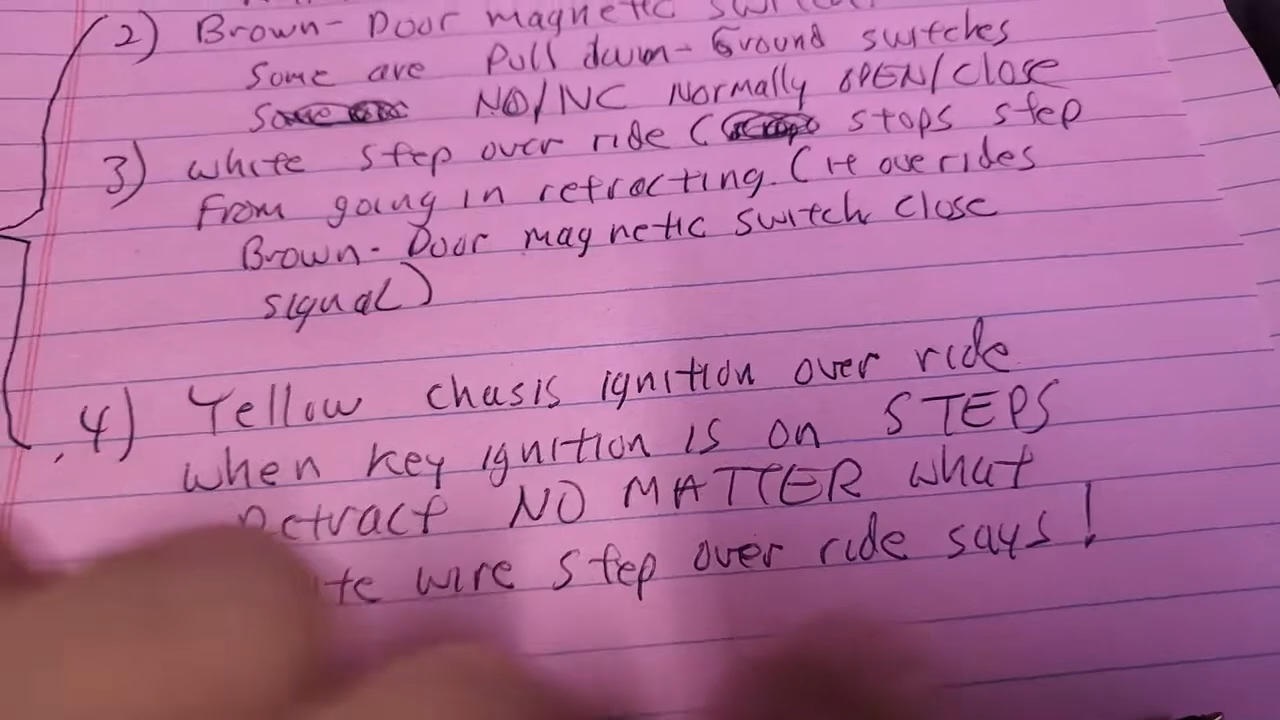 2) Brown- Door magnetic switch
Some are Pull down- Ground switches
NO/NC Normally OPEN/Close
3) white step over ride ( stops step
From going in retracting. (it overides
Brown- Door magnetic switch close
signal)
4) Yellow chasis ignition over ride
when key ignition is on STEPS
Retract NO MATTER what
te wire step over ride says!